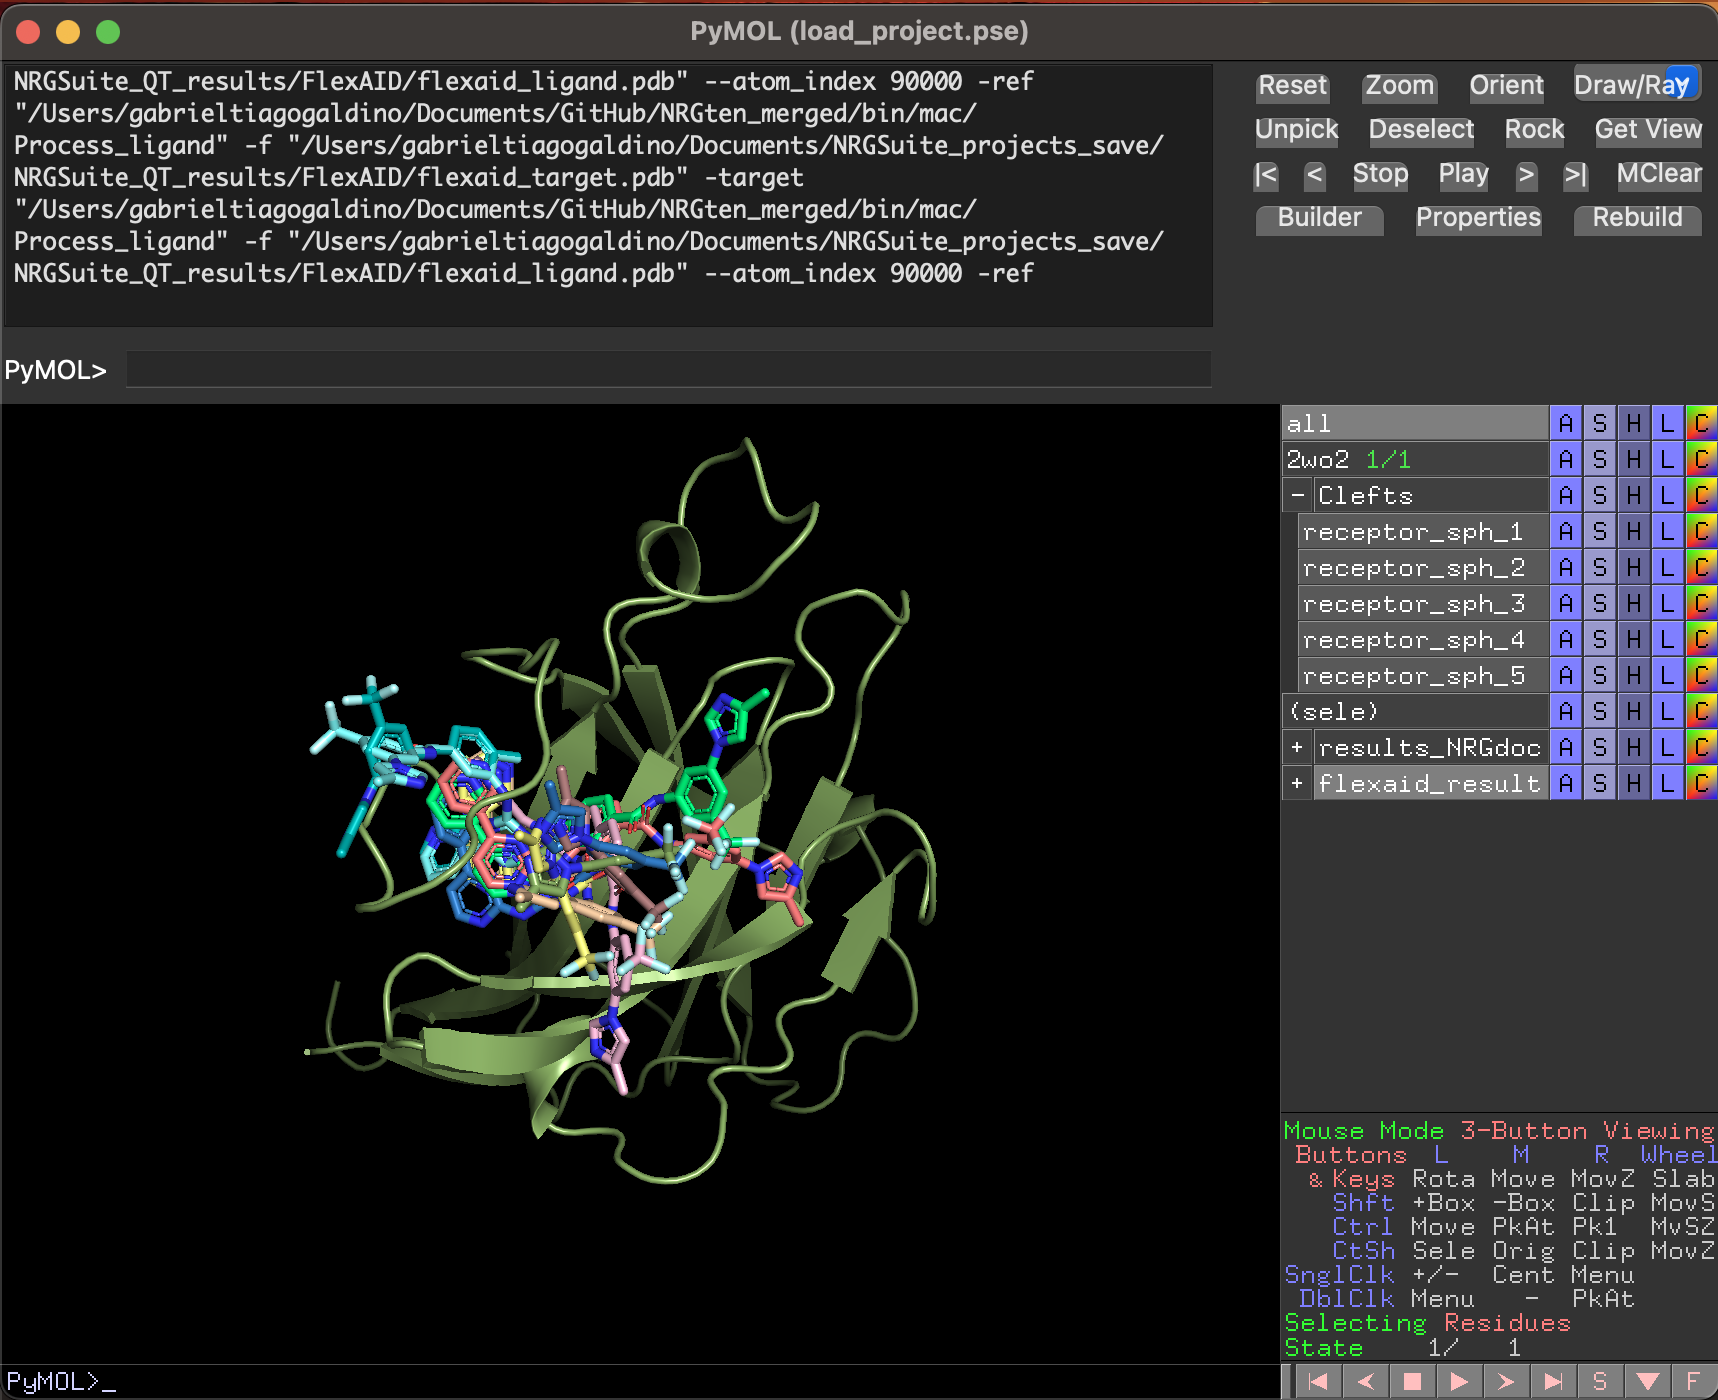 PyMOL (load_project.pse)
NRGSuite_QT_results/FlexAID/flexaid_ligand.pdb" --atom_index 90000 -ref
"/Users/gabrieltiagogaldino/Documents/GitHub/NRGten_merged/bin/mac/
Process_ligand" -f "/Users/gabrieltiagogaldino/Documents/NRGSuite_projects_save/
NRGSuite_QT_results/FlexAID/flexaid_target.pdb" -target
"/Users/gabrieltiagogaldino/Documents/GitHub/NRGten_merged/bin/mac/
Process_ligand" -f "/Users/gabrieltiagogaldino/Documents/NRGSuite_projects_save/
NRGSuite_QT_results/FlexAID/flexaid_ligand.pdb" --atom_index 90000 -ref
PyMOL>
Reset Zoom Orient Draw/Ray
Unpick Deselect Rock Get View
|< < Stop Play > >| MClear
Builder Properties Rebuild
all A S H L C
2wo2 1/1 A S H L C
- Clefts A S H L C
receptor_sph_1 A S H L C
receptor_sph_2 A S H L C
receptor_sph_3 A S H L C
receptor_sph_4 A S H L C
receptor_sph_5 A S H L C
(sele) A S H L C
+ results_NRGdoc A S H L C
+ flexaid_result A S H L C
Mouse Mode 3-Button Viewing
Buttons L M R Wheel
& Keys Rota Move MovZ Slab
Shft +Box -Box Clip MovS
Ctrl Move PkAt Pk1 MvSZ
CtSh Sele Orig Clip MovZ
SnglClk +/- Cent Menu
DblClk Menu - PkAt
Selecting Residues
State 1/ 1
PyMOL>_
S F